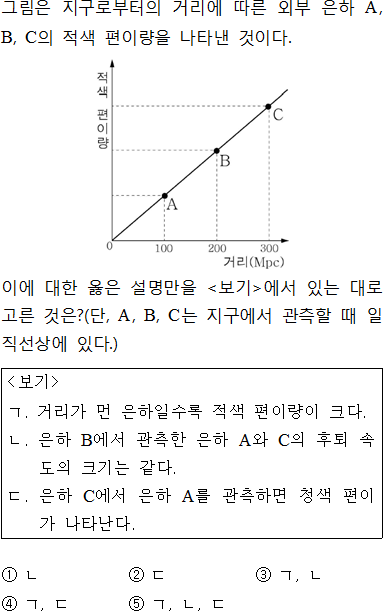 그림은 지구로부터의 거리에 따른 외부 은하 A,
B, C의 적색 편이량을 나타낸 것이다.
적색 편이량
C
B
A
0
100
200
300
거리(Mpc)
이에 대한 옳은 설명만을 <보기>에서 있는 대로
고른 것은?(단, A, B, C는 지구에서 관측할 때 일
직선상에 있다.)
<보기>
ㄱ. 거리가 먼 은하일수록 적색 편이량이 크다.
ㄴ. 은하 B에서 관측한 은하 A와 C의 후퇴 속
도의 크기는 같다.
ㄷ. 은하 C에서 은하 A를 관측하면 청색 편이
가 나타난다.
① ㄴ ② ㄷ ③ ㄱ, ㄴ
④ ㄱ, ㄷ ⑤ ㄱ, ㄴ, ㄷ